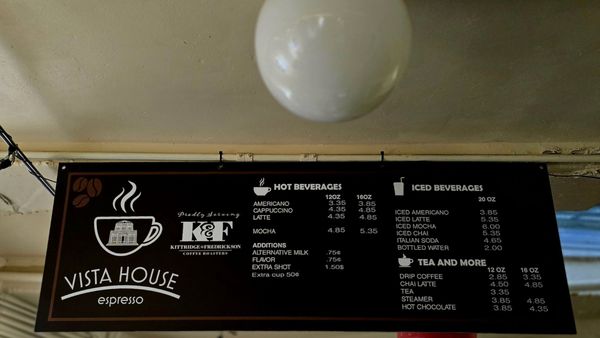 VISTA HOUSE
espresso
Proudly Serving
K&F
KITTRIDGE & FREDRICKSON
COFFEE ROASTERS
HOT BEVERAGES
12OZ 16OZ
AMERICANO 3.35 3.85
CAPPUCCINO 4.35 4.85
LATTE 4.35 4.85
MOCHA 4.85 5.35
ADDITIONS
ALTERNATIVE MILK .75¢
FLAVOR .75¢
EXTRA SHOT 1.50$
Extra cup 50¢
ICED BEVERAGES
20 OZ
ICED AMERICANO 3.85
ICED LATTE 5.35
ICED MOCHA 6.00
ICED CHAI 5.35
ITALIAN SODA 4.65
BOTTLED WATER 2.00
TEA AND MORE
12 OZ 16 OZ
DRIP COFFEE 2.85 3.35
CHAI LATTE 4.50 4.85
TEA 3.35
STEAMER 3.85 4.85
HOT CHOCOLATE 3.85 4.35